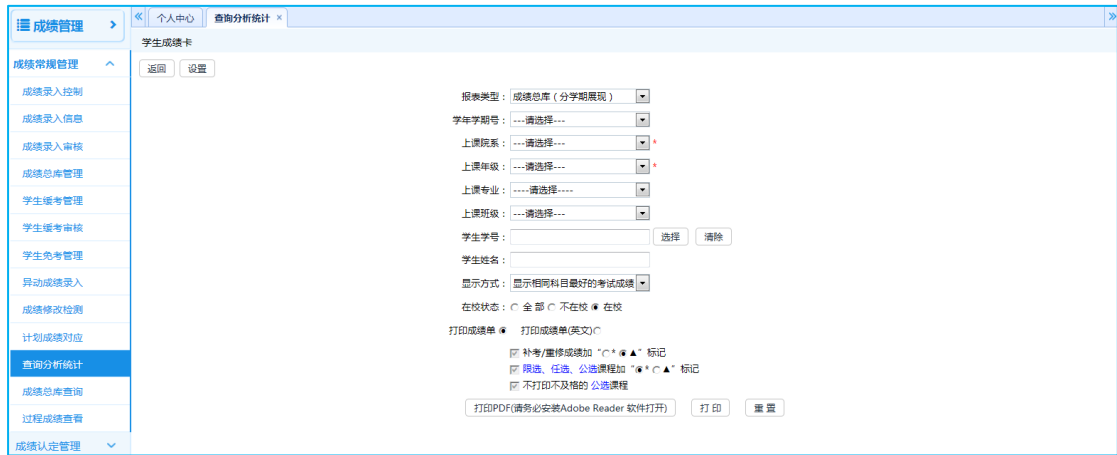 成绩管理
个人中心 查询分析统计 ×
学生成绩卡
成绩常规管理
成绩录入控制
成绩录入信息
成绩录入审核
成绩总库管理
学生缓考管理
学生缓考审核
学生免考管理
异动成绩录入
成绩修改检测
计划成绩对应
查询分析统计
成绩总库查询
过程成绩查看
成绩认定管理
返回 设置
报表类型： 成绩总库（分学期展现）
学年学期号： ---请选择---
上课院系： ---请选择--- *
上课年级： ---请选择--- *
上课专业： ----请选择----
上课班级： ---请选择---
学生学号： 选择 清除
学生姓名：
显示方式： 显示相同科目最好的考试成绩
在校状态： 全 部 不在校 在校
打印成绩单 打印成绩单(英文)
补考/重修成绩加 "* ▲" 标记
限选、任选、公选课程加 "* ▲" 标记
不打印不及格的 公选课程
打印PDF(请务必安装Adobe Reader 软件打开) 打 印 重 置